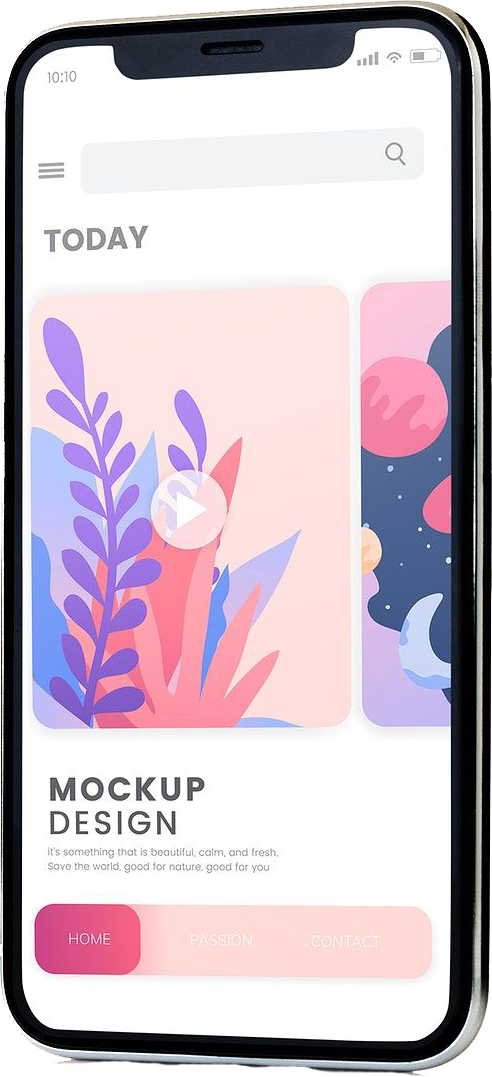 10:10
TODAY
MOCKUP
DESIGN
it's something that is beautiful, calm, and fresh.
Save the world, good for nature, good for you
HOME PASSION CONTACT